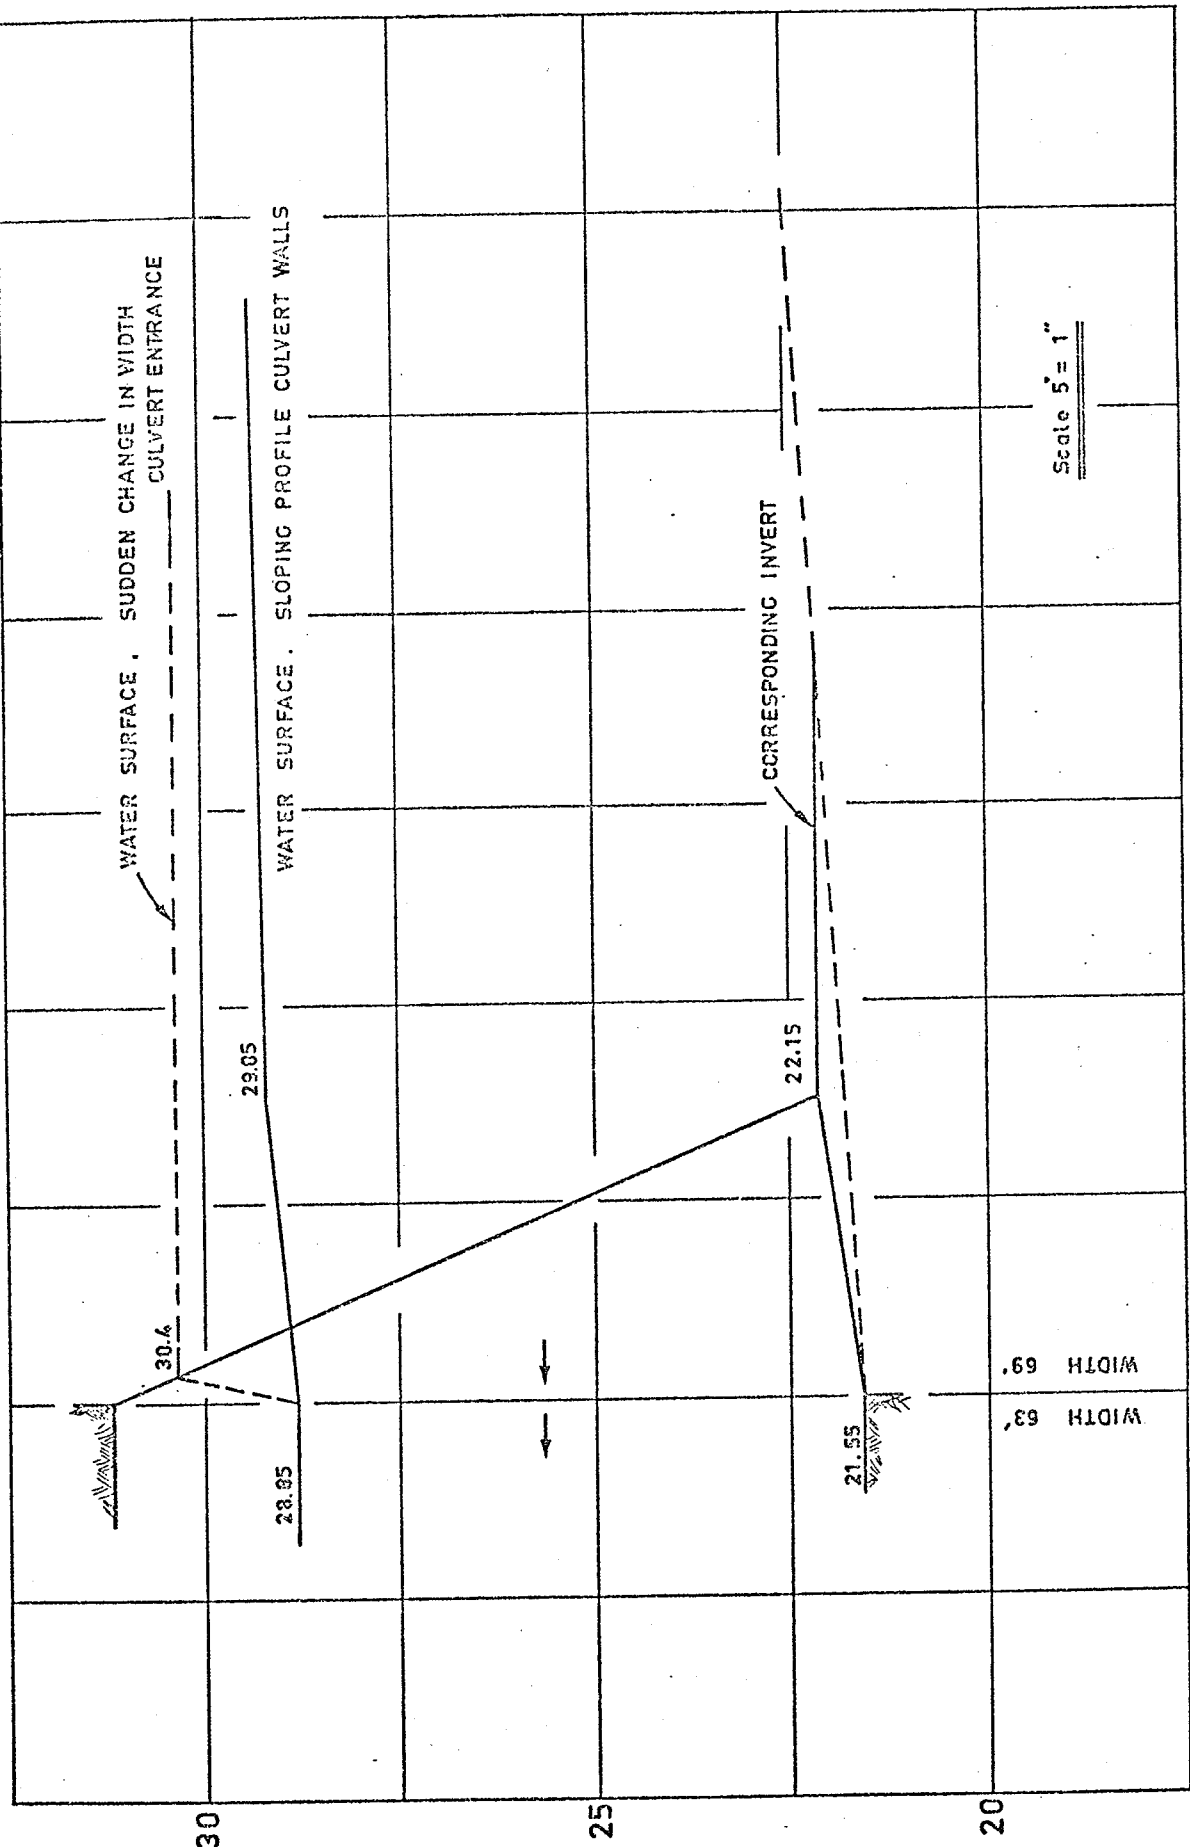 WATER SURFACE. SUDDEN CHANGE IN WIDTH
CULVERT ENTRANCE
WATER SURFACE. SLOPING PROFILE CULVERT WALLS
30.4
29.05
28.85
CORRESPONDING INVERT
22.15
21.55
WIDTH 63'
WIDTH 69'
Scale 5' = 1"
30
25
20